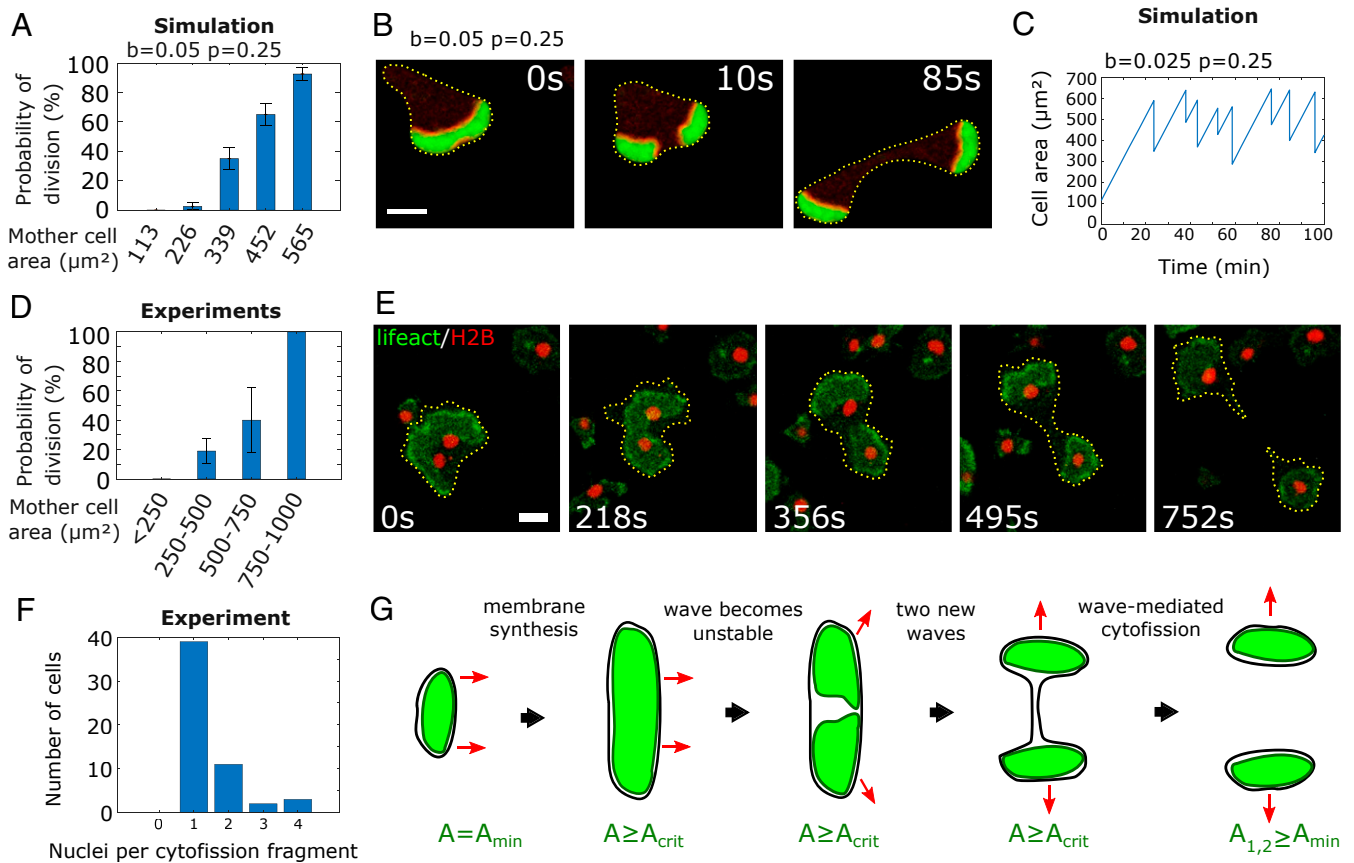 A
Simulation
b=0.05 p=0.25
Probability of
division (%)
100
80
60
40
20
0
Mother cell
area (µm²)
113
226
339
452
565
B
b=0.05 p=0.25
0s
10s
85s
C
Simulation
b=0.025 p=0.25
Cell area (µm²)
700
600
500
400
300
200
100
0
20
40
60
80
100
Time (min)
D
Experiments
Probability of
division (%)
100
80
60
40
20
0
Mother cell
area (µm²)
<250
250-500
500-750
750-1000
E
lifeact/H2B
0s
218s
356s
495s
752s
F
Experiment
Number of cells
40
30
20
10
0
0 1 2 3 4
Nuclei per cytofission fragment
G
membrane
synthesis
wave becomes
unstable
two new
waves
wave-mediated
cytofission
A=Amin
A≥Acrit
A≥Acrit
A≥Acrit
A1,2≥Amin